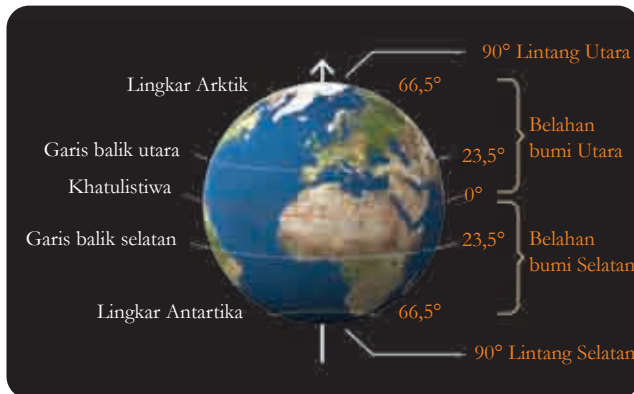 90° Lintang Utara
Lingkar Arktik
66,5°
Garis balik utara
23,5°
Belahan
bumi Utara
Khatulistiwa
0°
Garis balik selatan
23,5°
Belahan
bumi Selatan
Lingkar Antartika
66,5°
90° Lintang Selatan